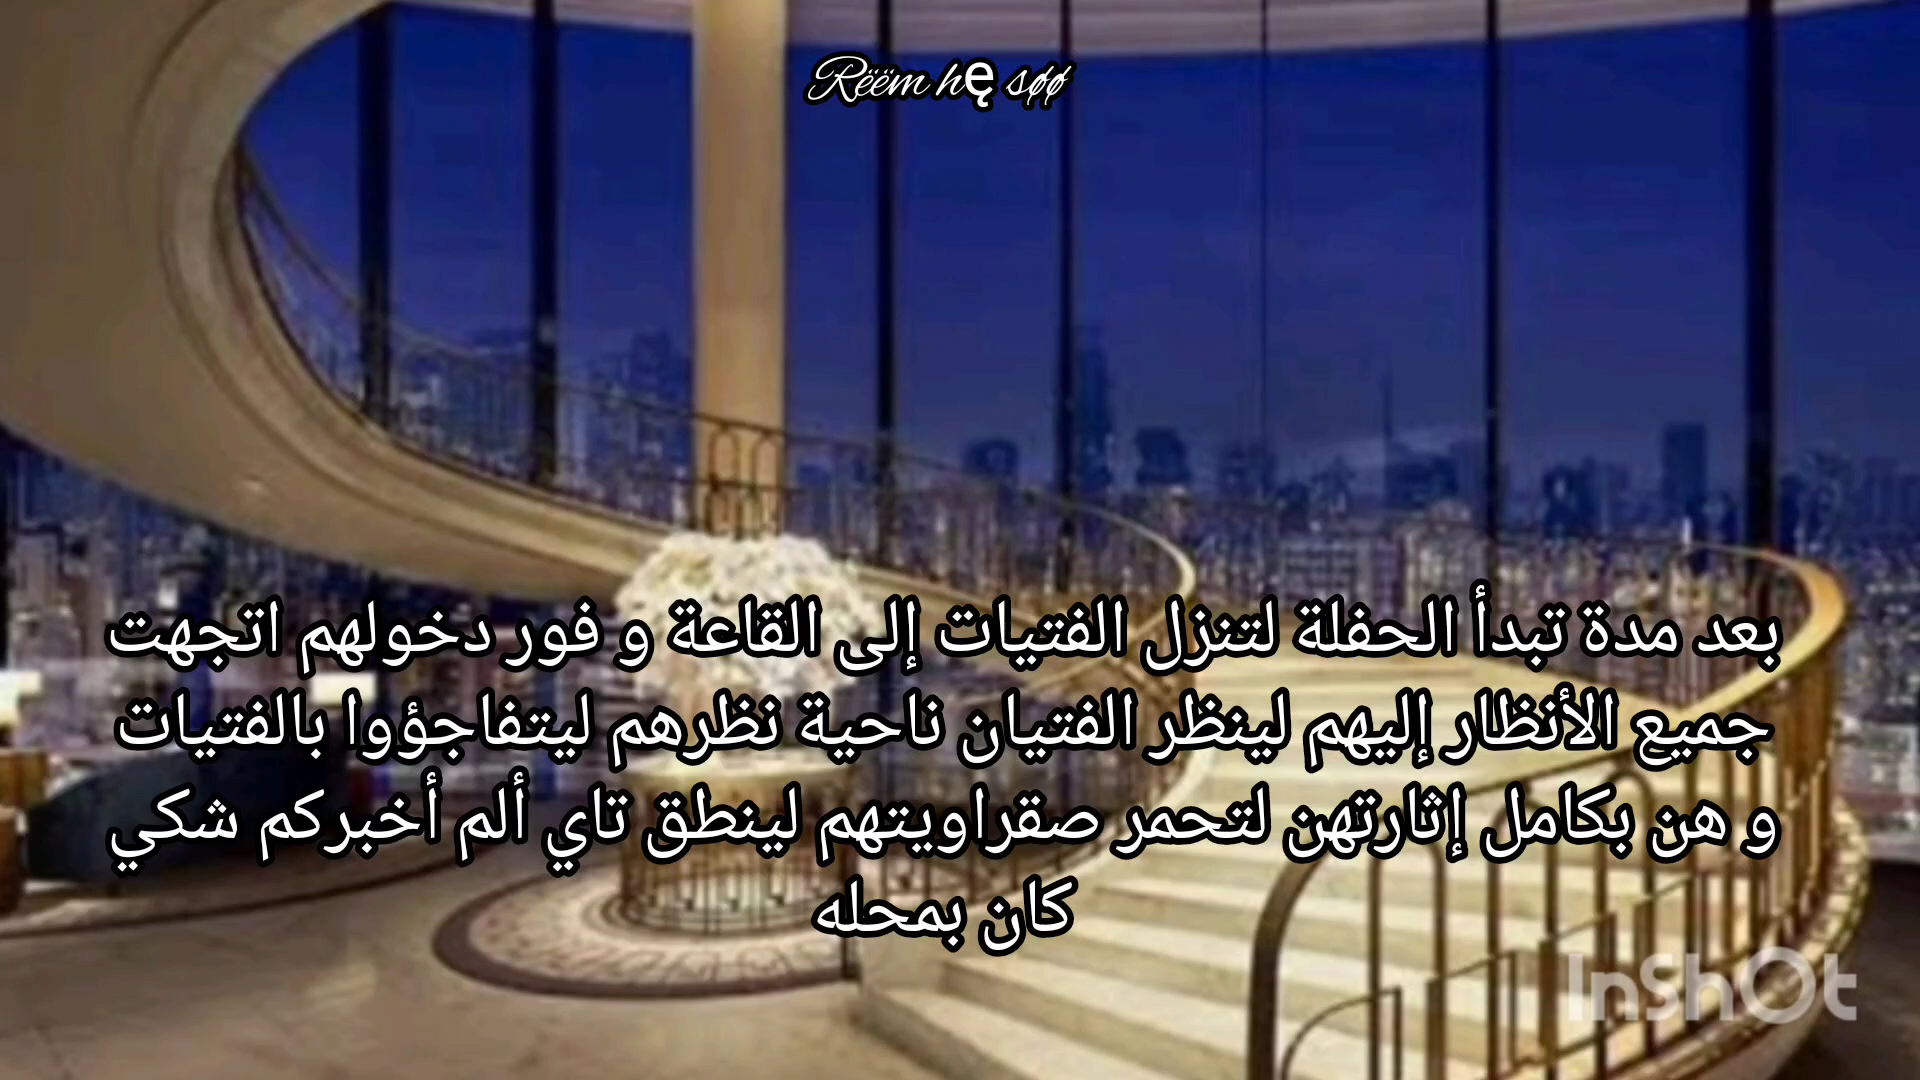 Rëëm hę søø
بعد مدة تبدأ الحفلة لتنزل الفتيات إلى القاعة و فور دخولهم اتجهت
جميع الأنظار إليهم لينظر الفتيان ناحية نظرهم ليتفاجؤوا بالفتيات
و هن بكامل إثارتهن لتحمر صقراويتهم لينطق تاي ألم أخبركم شكي
كان بمحله
InShOt